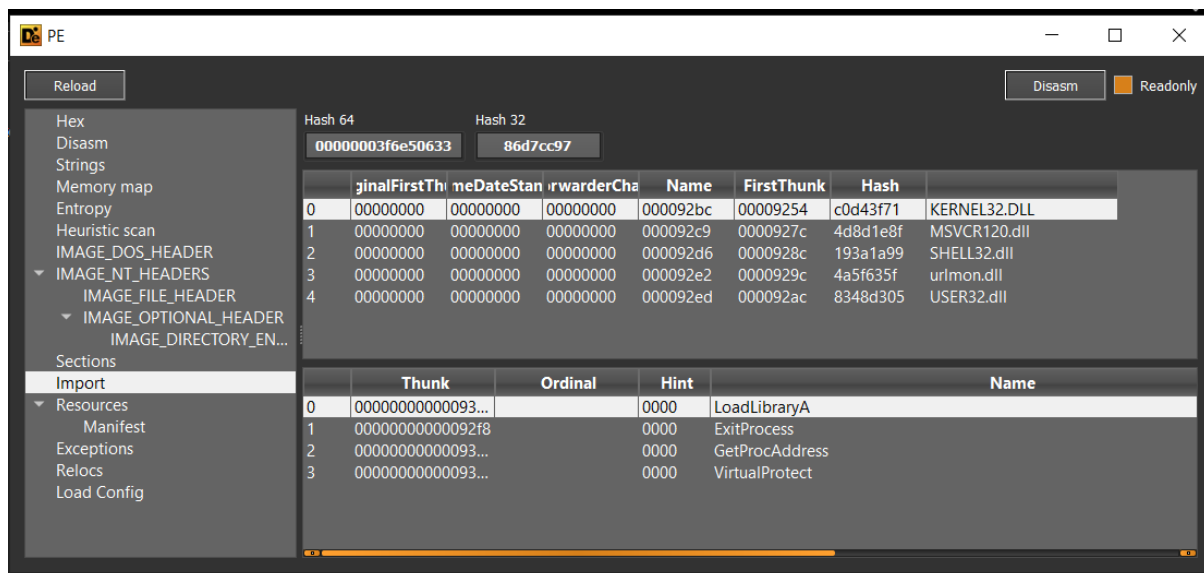 De PE
Reload
Disasm Readonly
Hex
Disasm
Strings
Memory map
Entropy
Heuristic scan
IMAGE_DOS_HEADER
IMAGE_NT_HEADERS
IMAGE_FILE_HEADER
IMAGE_OPTIONAL_HEADER
IMAGE_DIRECTORY_EN...
Sections
Import
Resources
Manifest
Exceptions
Relocs
Load Config
Hash 64 Hash 32
00000003f6e50633 86d7cc97
ginalFirstThu meDateStan rwarderCha Name FirstThunk Hash
0 00000000 00000000 00000000 000092bc 00009254 c0d43f71 KERNEL32.DLL
1 00000000 00000000 00000000 000092c9 0000927c 4d8d1e8f MSVCR120.dll
2 00000000 00000000 00000000 000092d6 0000928c 193a1a99 SHELL32.dll
3 00000000 00000000 00000000 000092e2 0000929c 4a5f635f urlmon.dll
4 00000000 00000000 00000000 000092ed 000092ac 8348d305 USER32.dll
Thunk Ordinal Hint Name
0 00000000000093... 0000 LoadLibraryA
1 00000000000092f8 0000 ExitProcess
2 00000000000093... 0000 GetProcAddress
3 00000000000093... 0000 VirtualProtect